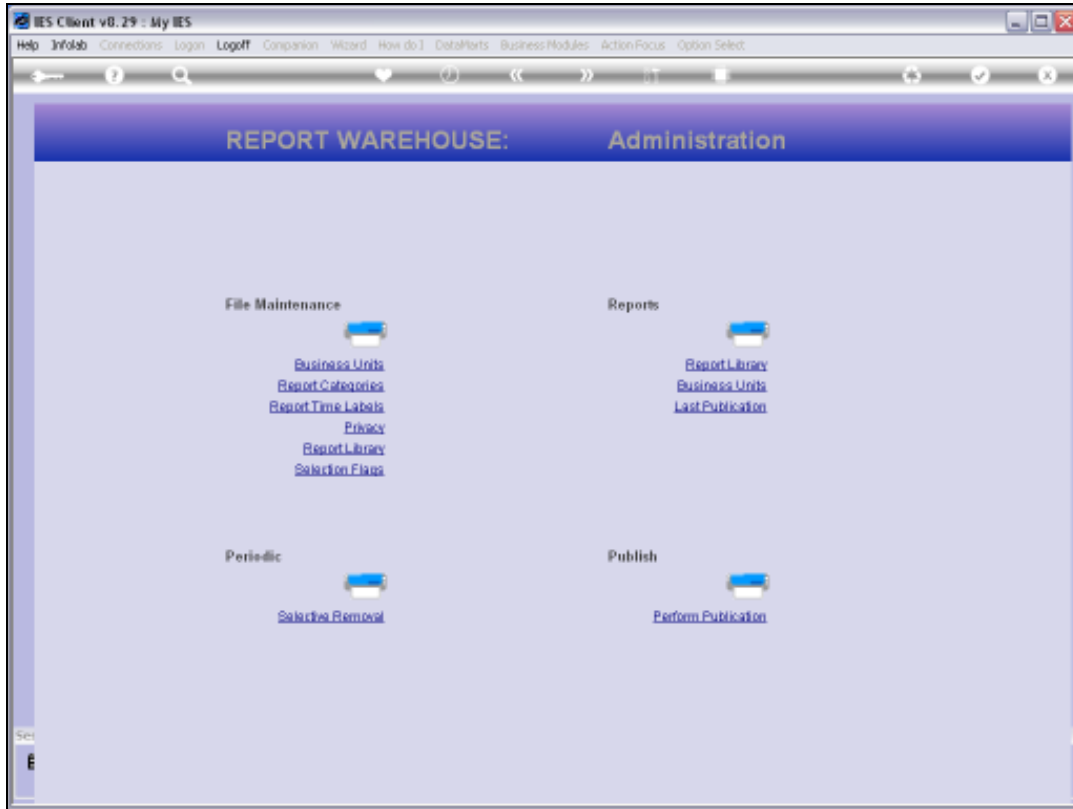 IES Client v8.29 : My IES
Help Infolab Connections Logon Logoff Companion Wizard How do I DataMarts Business Modules Action Focus Option Select
REPORT WAREHOUSE: Administration
File Maintenance
Business Units
Report Categories
Report Time Labels
Privacy
Report Library
Selection Flags
Reports
Report Library
Business Units
Last Publication
Periodic
Selective Removal
Publish
Perform Publication